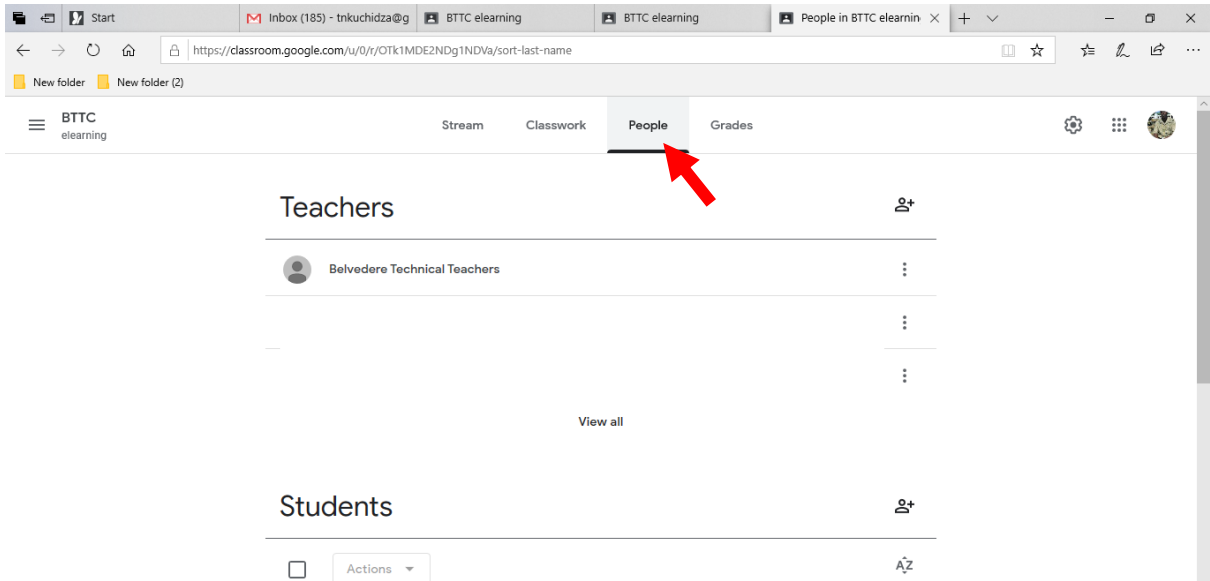 Start
Inbox (185) - tnkuchidza@g
BTTC elearning
BTTC elearning
People in BTTC elearnin
https://classroom.google.com/u/0/r/OTk1MDE2NDg1NDVa/sort-last-name
New folder
New folder (2)
BTTC
elearning
Stream
Classwork
People
Grades
Teachers
Belvedere Technical Teachers
View all
Students
Actions
AZ